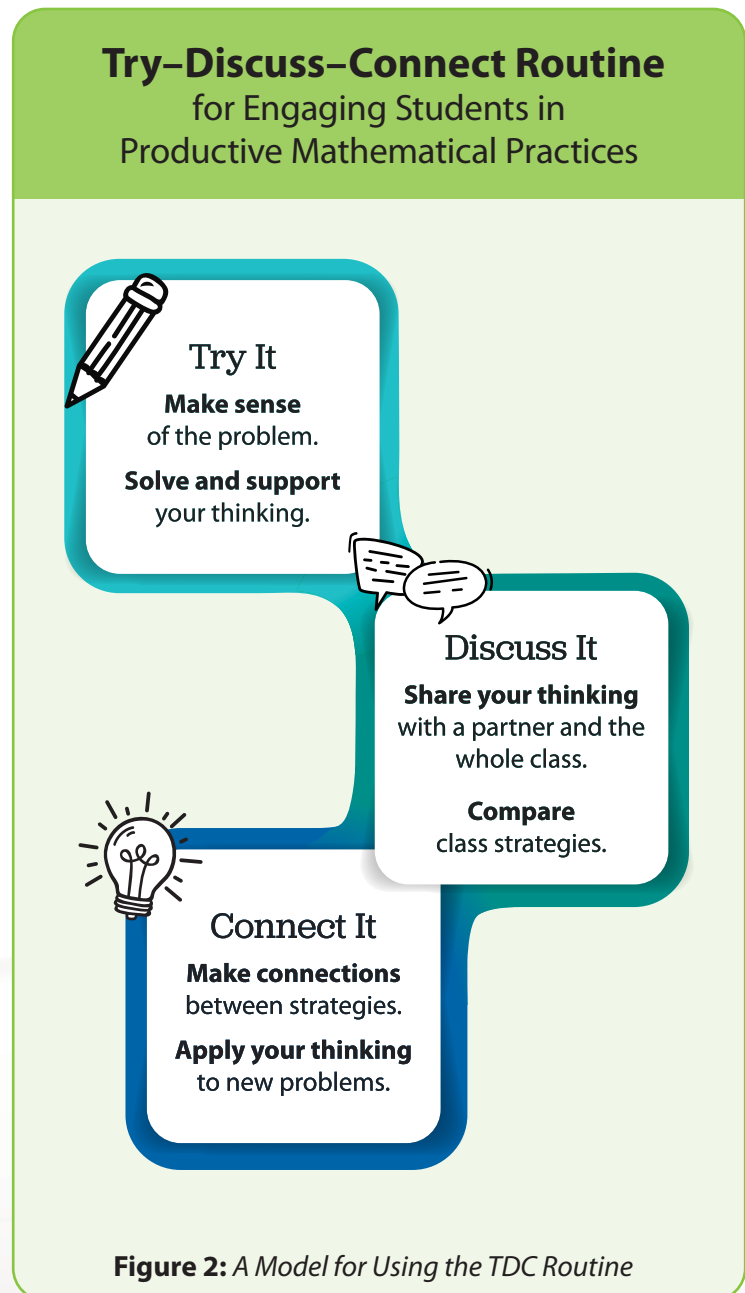 Try–Discuss–Connect Routine
for Engaging Students in
Productive Mathematical Practices
Try It
Make sense
of the problem.
Solve and support
your thinking.
Discuss It
Share your thinking
with a partner and the
whole class.
Compare
class strategies.
Connect It
Make connections
between strategies.
Apply your thinking
to new problems.
Figure 2: A Model for Using the TDC Routine